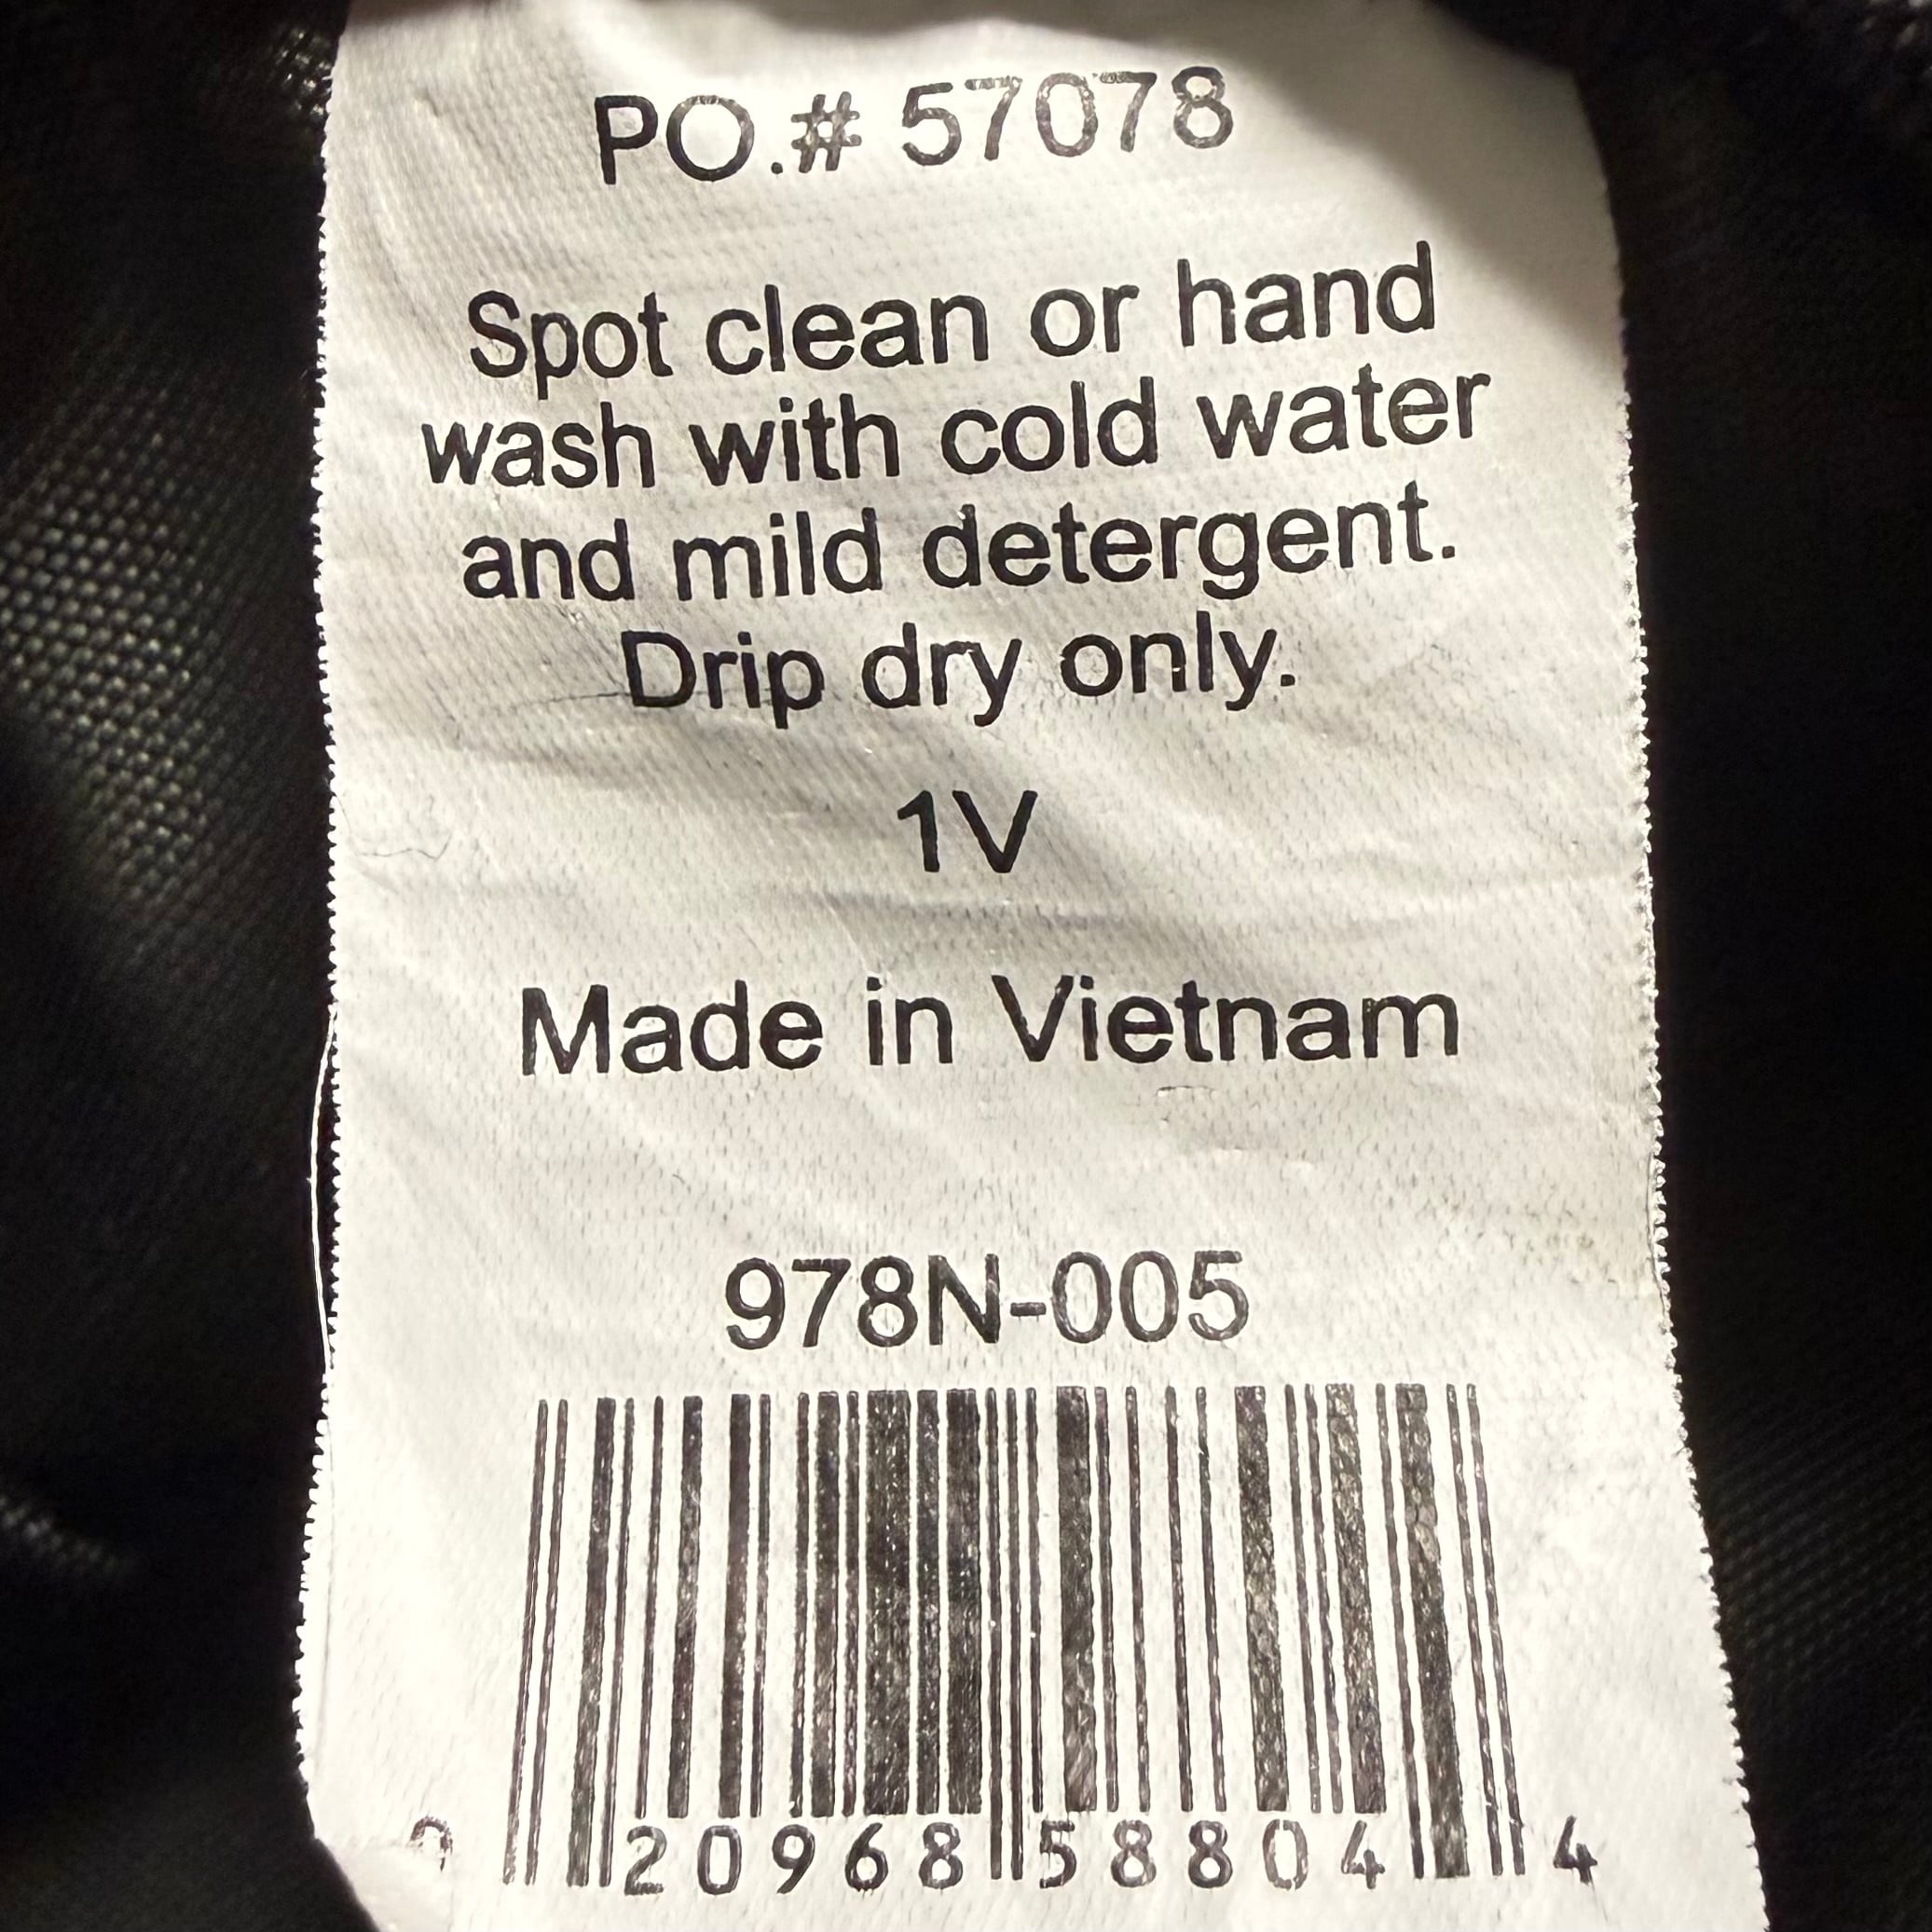 PO.# 57078
Spot clean or hand
wash with cold water
and mild detergent.
Drip dry only.
1V
Made in Vietnam
978N-005
20968 58804 4